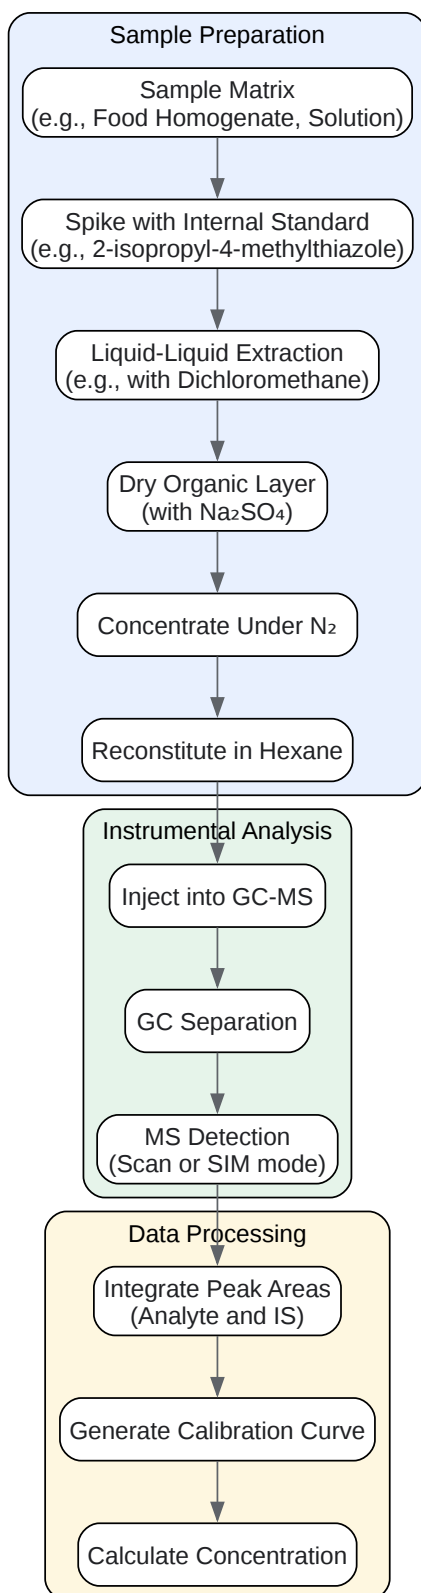 Sample Preparation
Sample Matrix
(e.g., Food Homogenate, Solution)
Spike with Internal Standard
(e.g., 2-isopropyl-4-methylthiazole)
Liquid-Liquid Extraction
(e.g., with Dichloromethane)
Dry Organic Layer
(with Na₂SO₄)
Concentrate Under N₂
Reconstitute in Hexane
Instrumental Analysis
Inject into GC-MS
GC Separation
MS Detection
(Scan or SIM mode)
Data Processing
Integrate Peak Areas
(Analyte and IS)
Generate Calibration Curve
Calculate Concentration